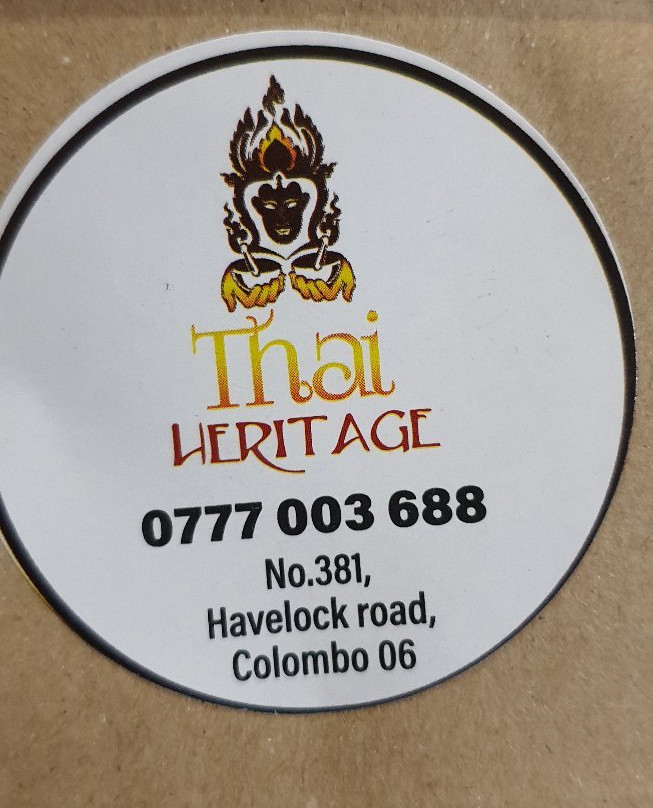 Thai
HERITAGE
0777 003 688
No.381,
Havelock road,
Colombo 06